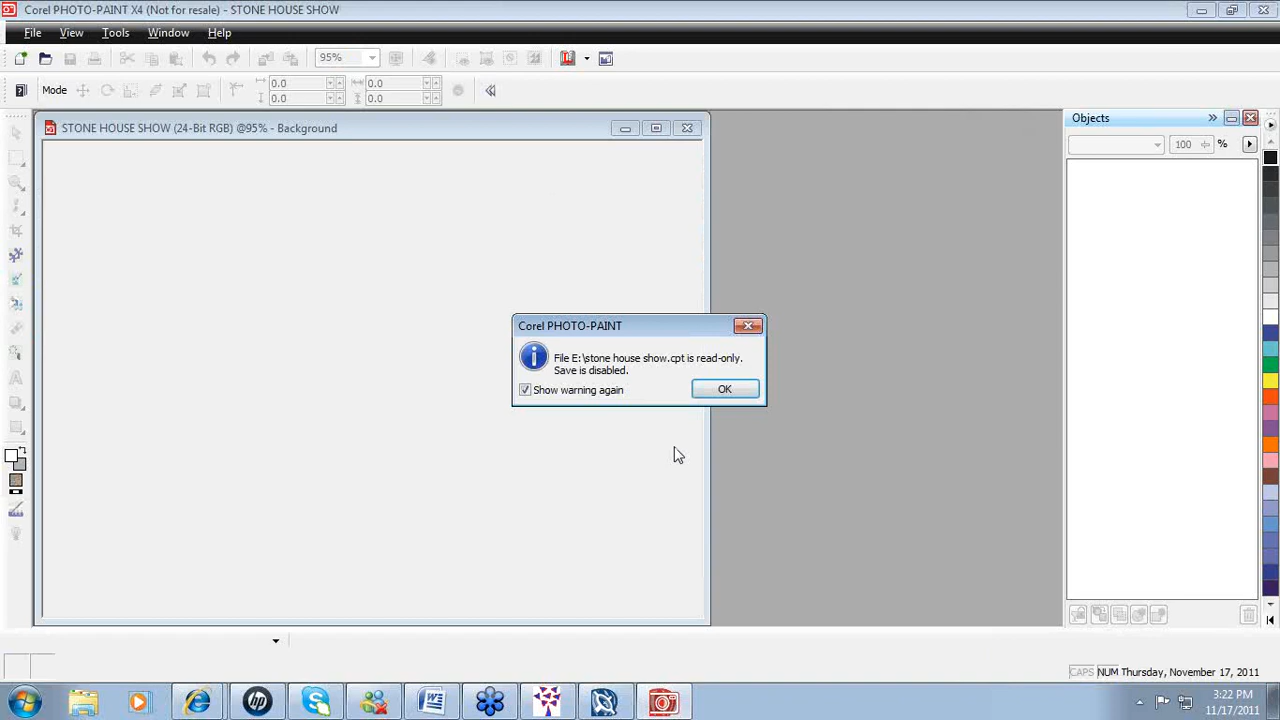 Corel PHOTO-PAINT X4 (Not for resale) - STONE HOUSE SHOW
File View Tools Window Help
95%
Mode 0.0 0.0
0.0 0.0
STONE HOUSE SHOW (24-Bit RGB) @95% - Background
Objects
100 %
Corel PHOTO-PAINT
File E:\stone house show.cpt is read-only.
Save is disabled.
Show warning again OK
CAPS NUM Thursday, November 17, 2011
3:22 PM
11/17/2011